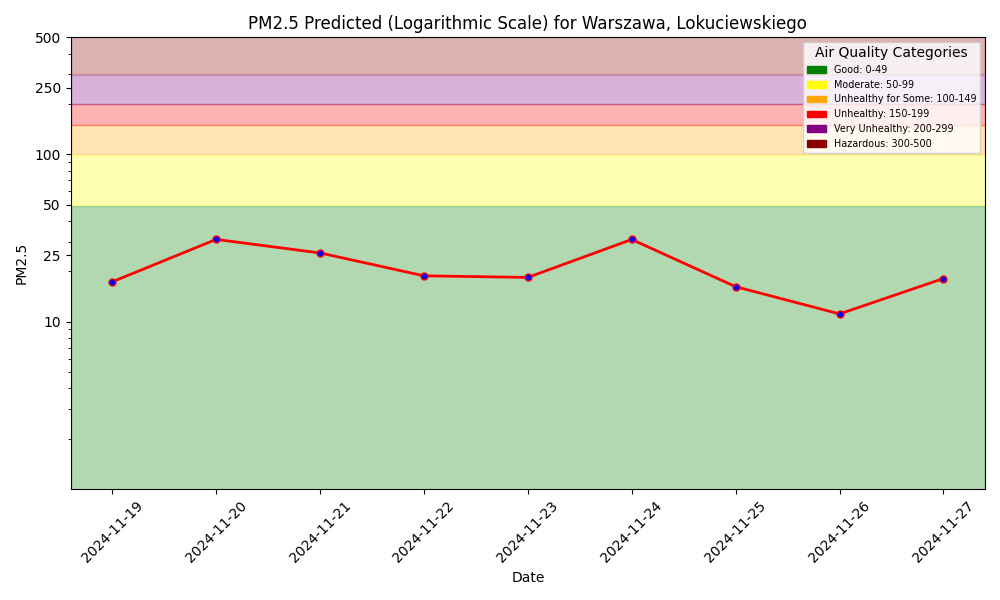 PM2.5 Predicted (Logarithmic Scale) for Warszawa, Lokuciewskiego
Air Quality Categories
Good: 0-49
Moderate: 50-99
Unhealthy for Some: 100-149
Unhealthy: 150-199
Very Unhealthy: 200-299
Hazardous: 300-500
PM2.5
500
250
100
50
25
10
2024-11-19
2024-11-20
2024-11-21
2024-11-22
2024-11-23
2024-11-24
2024-11-25
2024-11-26
2024-11-27
Date